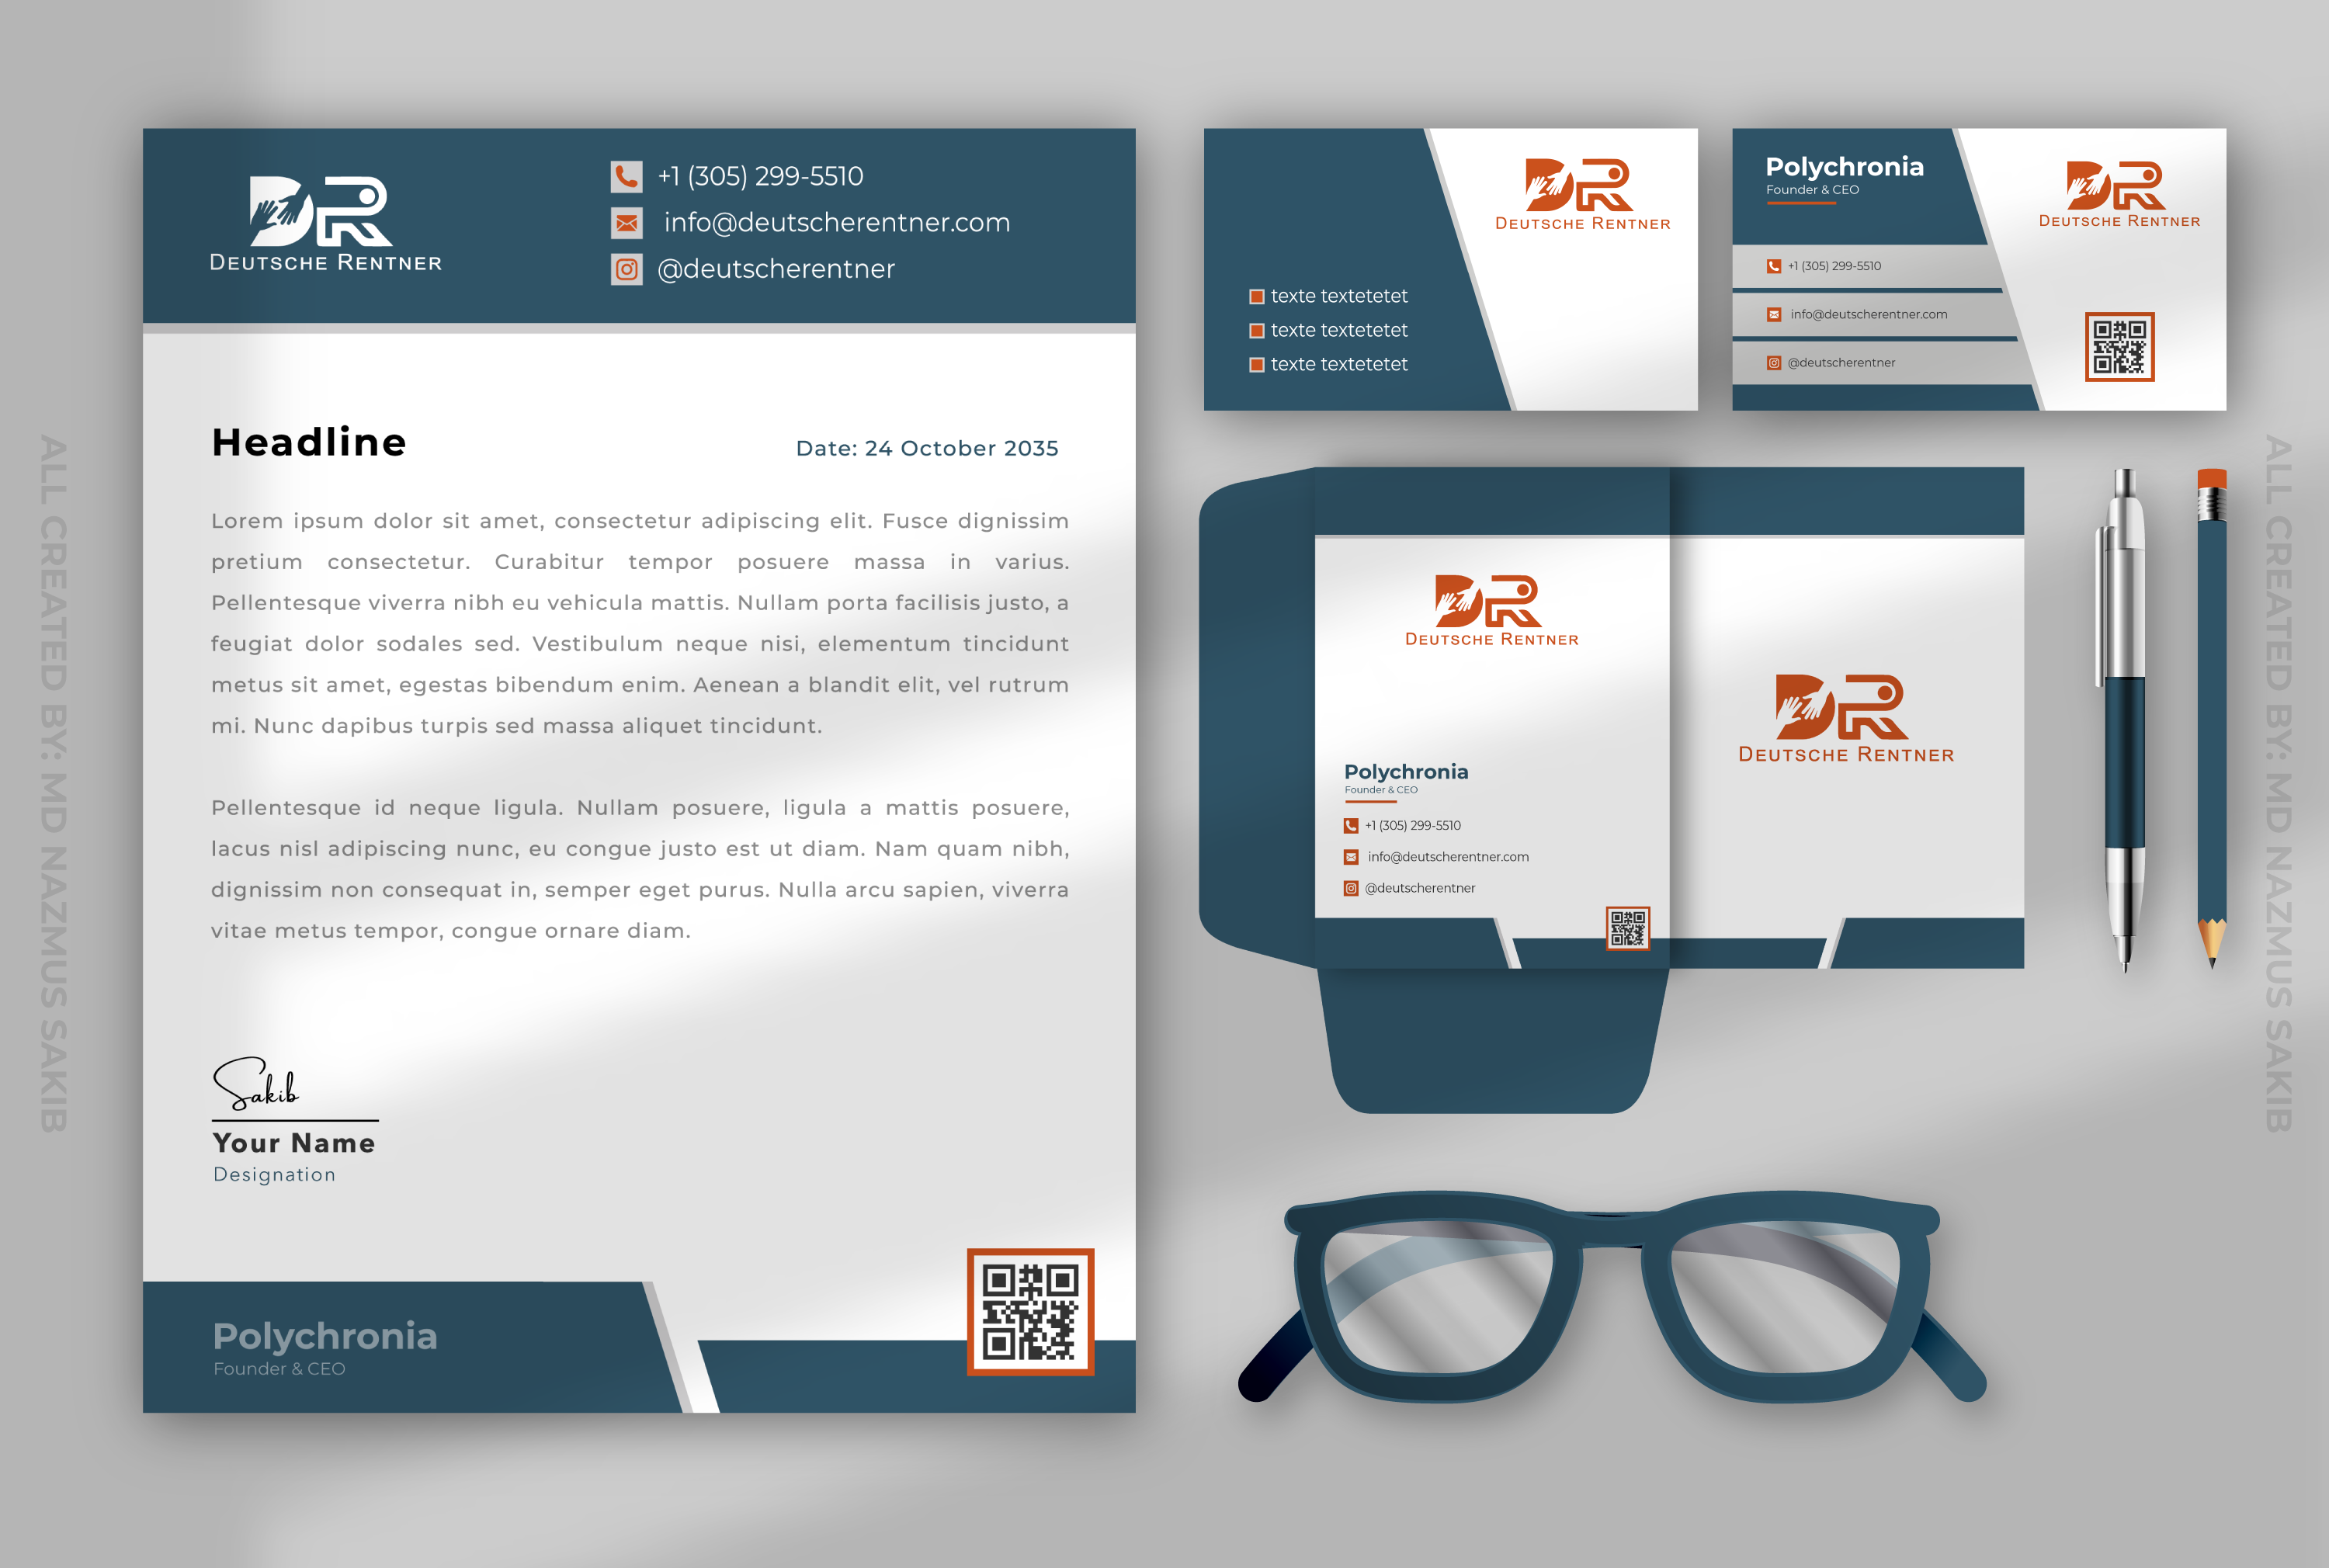 ALL CREATED BY: MD NAZMUS SAKIB
DR
DEUTSCHE RENTNER
+1 (305) 299-5510
info@deutscherentner.com
@deutscherentner
Headline
Date: 24 October 2035
Lorem ipsum dolor sit amet, consectetur adipiscing elit. Fusce dignissim
pretium consectetur. Curabitur tempor posuere massa in varius.
Pellentesque viverra nibh eu vehicula mattis. Nullam porta facilisis justo, a
feugiat dolor sodales sed. Vestibulum neque nisi, elementum tincidunt
metus sit amet, egestas bibendum enim. Aenean a blandit elit, vel rutrum
mi. Nunc dapibus turpis sed massa aliquet tincidunt.
Pellentesque id neque ligula. Nullam posuere, ligula a mattis posuere,
lacus nisl adipiscing nunc, eu congue justo est ut diam. Nam quam nibh,
dignissim non consequat in, semper eget purus. Nulla arcu sapien, viverra
vitae metus tempor, congue ornare diam.
Sakib
Your Name
Designation
Polychronia
Founder & CEO
DR
DEUTSCHE RENTNER
texte textetetet
texte textetetet
texte textetetet
Polychronia
Founder & CEO
+1 (305) 299-5510
info@deutscherentner.com
@deutscherentner
DR
DEUTSCHE RENTNER
DR
DEUTSCHE RENTNER
Polychronia
Founder & CEO
+1 (305) 299-5510
info@deutscherentner.com
@deutscherentner
DR
DEUTSCHE RENTNER
ALL CREATED BY: MD NAZMUS SAKIB